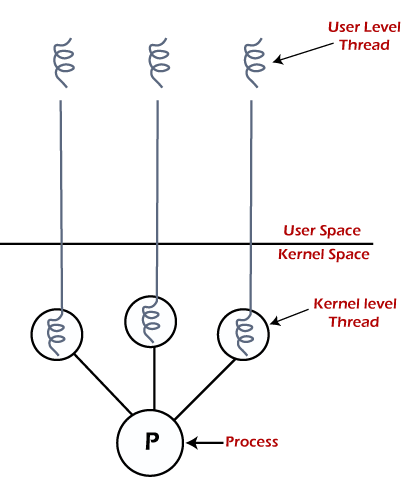 User Level
Thread
User Space
Kernel Space
Kernel level
Thread
P
Process